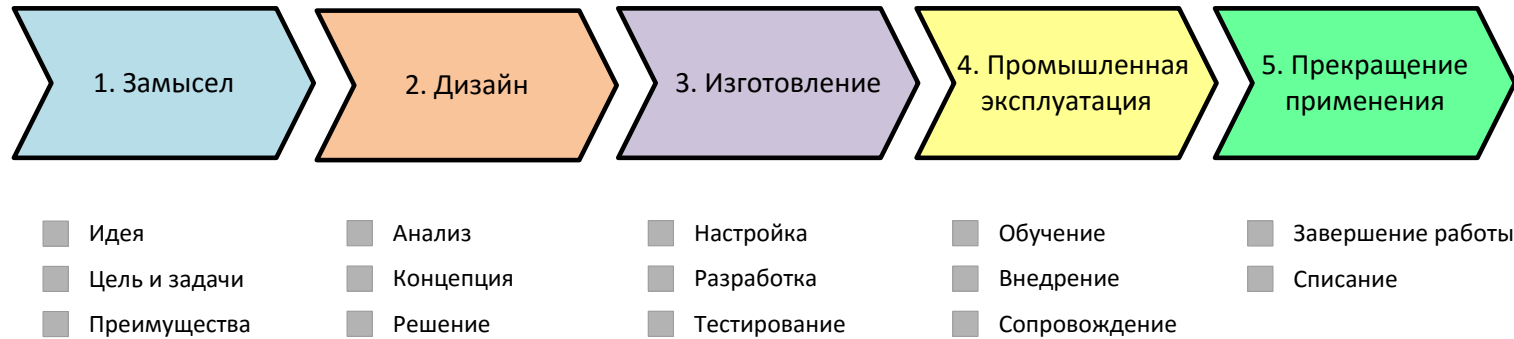 1. Замысел
2. Дизайн
3. Изготовление
4. Промышленная
эксплуатация
5. Прекращение
применения
Идея
Цель и задачи
Преимущества
Анализ
Концепция
Решение
Настройка
Разработка
Тестирование
Обучение
Внедрение
Сопровождение
Завершение работы
Списание